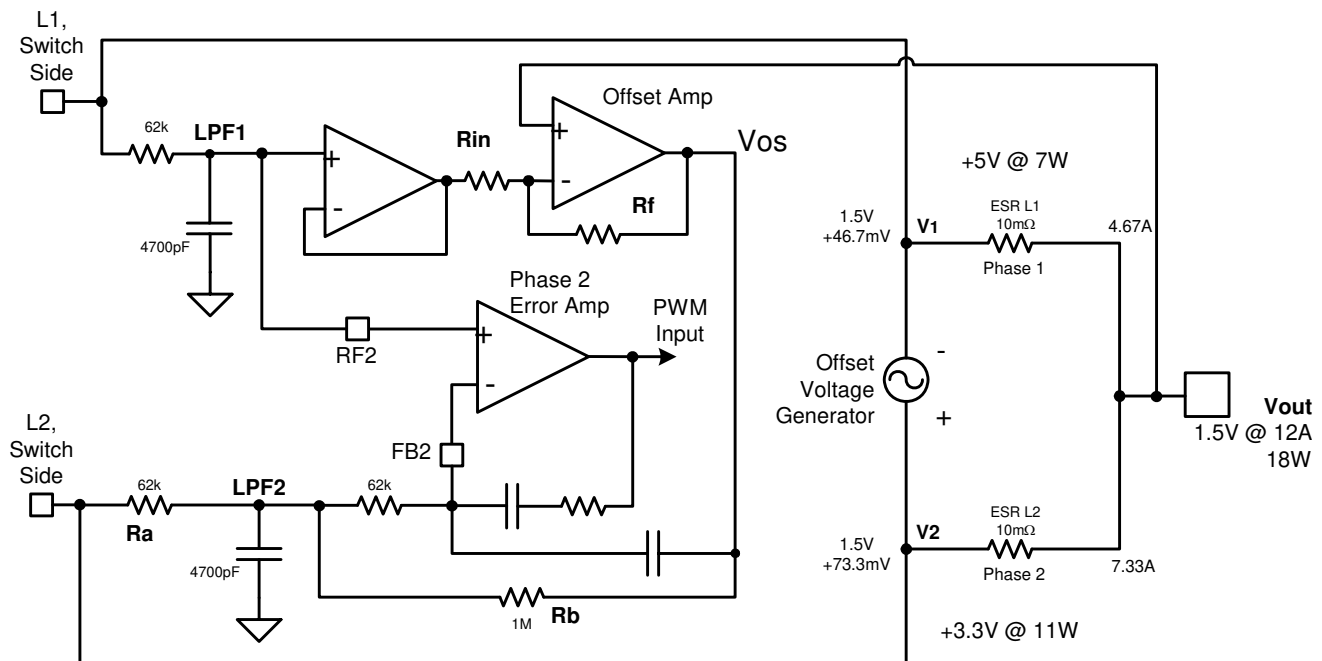 L1,
Switch
Side
62k
LPF1
4700pF
+
-
Rin
Offset Amp
+
-
Rf
Vos
+5V @ 7W
ESR L1
10mΩ
Phase 1
4.67A
1.5V
+46.7mV
V1
Phase 2
Error Amp
+
-
PWM
Input
RF2
FB2
Offset
Voltage
Generator
-
+
Vout
1.5V @ 12A
18W
L2,
Switch
Side
62k
Ra
LPF2
62k
4700pF
1M
Rb
1.5V
+73.3mV
V2
ESR L2
10mΩ
Phase 2
7.33A
+3.3V @ 11W